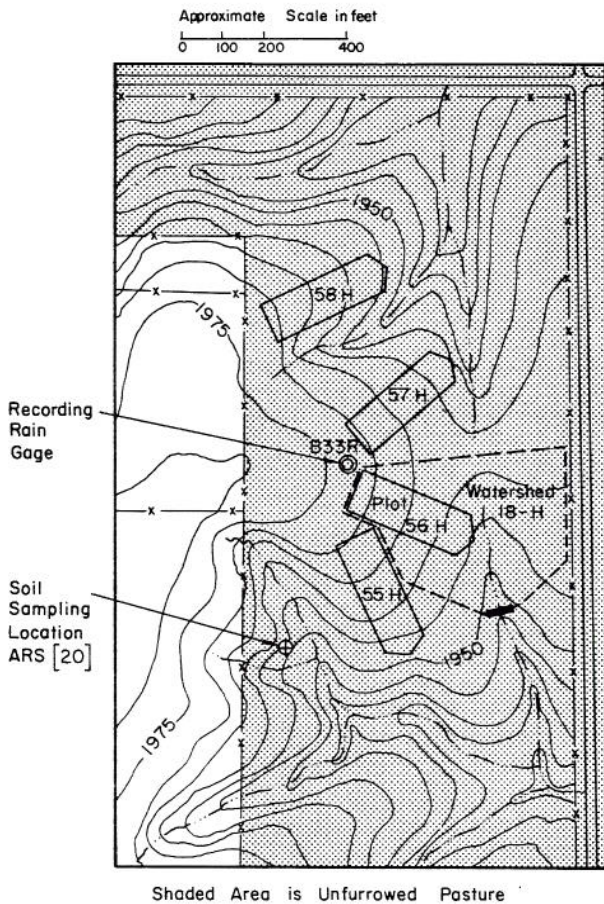 Approximate Scale in feet
0 100 200 400
1950
58 H
1975
57 H
Recording
Rain
Gage
B33R
Watershed
18-H
Plot
56 H
Soil
Sampling
Location
ARS [20]
55 H
1950
1975
Shaded Area is Unfurrowed Pasture